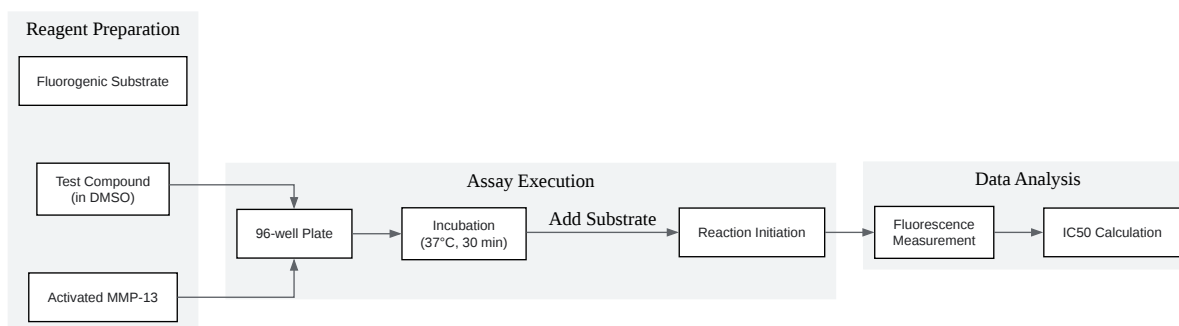 Reagent Preparation
Fluorogenic Substrate
Test Compound
(in DMSO)
Activated MMP-13
Assay Execution
96-well Plate
Incubation
(37°C, 30 min)
Add Substrate
Reaction Initiation
Data Analysis
Fluorescence
Measurement
IC50 Calculation